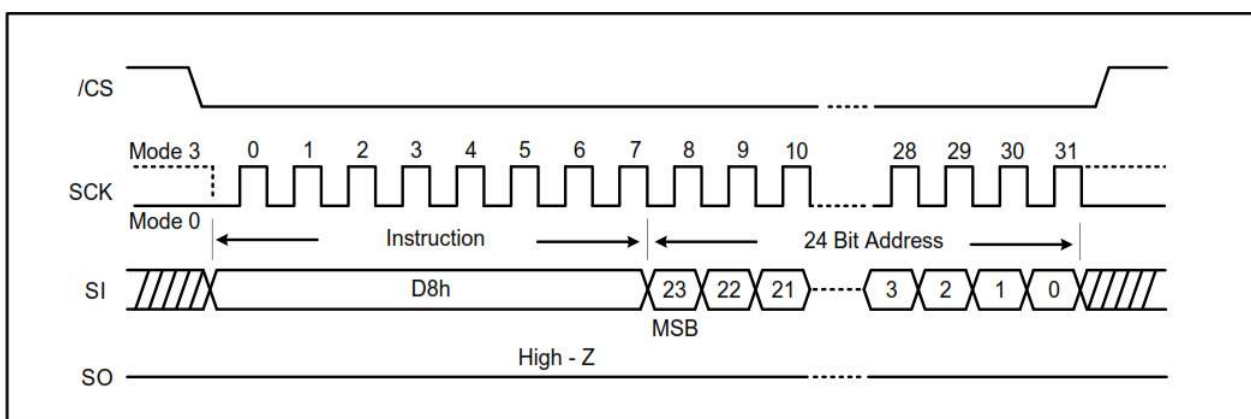 /CS
Mode 3 0 1 2 3 4 5 6 7 8 9 10 28 29 30 31
SCK
Mode 0
Instruction 24 Bit Address
SI D8h 23 22 21 3 2 1 0
MSB
High - Z
SO